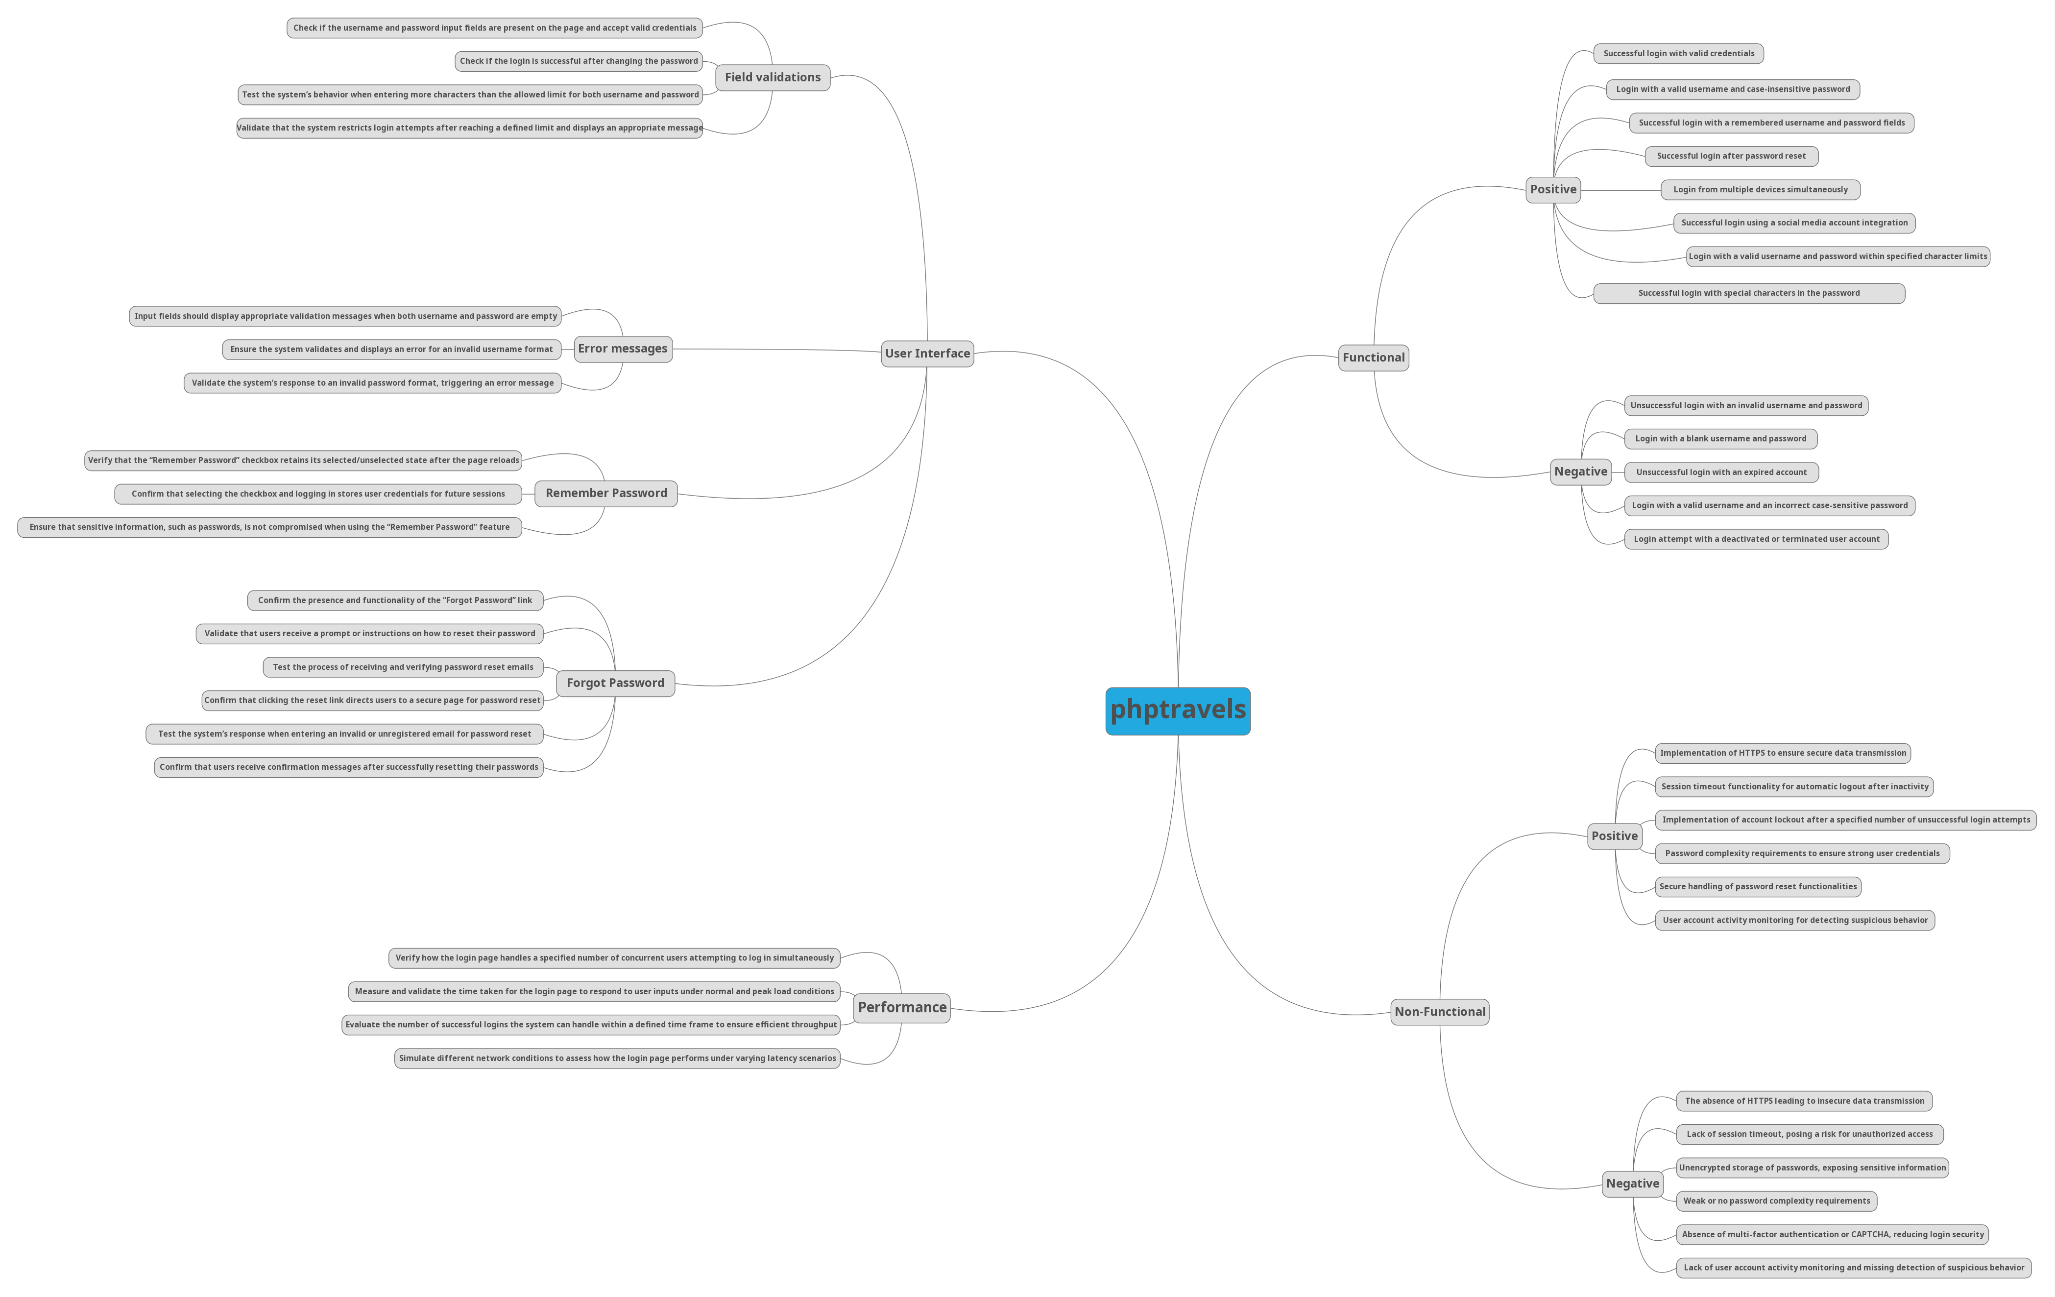 phptravels
User Interface
Field validations
Check if the username and password input fields are present on the page and accept valid credentials
Check if the login is successful after changing the password
Test the system's behavior when entering more characters than the allowed limit for both username and password
Validate that the system restricts login attempts after reaching a defined limit and displays an appropriate message
Error messages
Input fields should display appropriate validation messages when both username and password are empty
Ensure the system validates and displays an error for an invalid username format
Validate the system's response to an invalid password format, triggering an error message
Remember Password
Verify that the “Remember Password” checkbox retains its selected/unselected state after the page reloads
Confirm that selecting the checkbox and logging in stores user credentials for future sessions
Ensure that sensitive information, such as passwords, is not compromised when using the “Remember Password” feature
Forgot Password
Confirm the presence and functionality of the “Forgot Password” link
Validate that users receive a prompt or instructions on how to reset their password
Test the process of receiving and verifying password reset emails
Confirm that clicking the reset link directs users to a secure page for password reset
Test the system's response when entering an invalid or unregistered email for password reset
Confirm that users receive confirmation messages after successfully resetting their passwords
Performance
Verify how the login page handles a specified number of concurrent users attempting to log in simultaneously
Measure and validate the time taken for the login page to respond to user inputs under normal and peak load conditions
Evaluate the number of successful logins the system can handle within a defined time frame to ensure efficient throughput
Simulate different network conditions to assess how the login page performs under varying latency scenarios
Functional
Positive
Successful login with valid credentials
Login with a valid username and case-insensitive password
Successful login with a remembered username and password fields
Successful login after password reset
Login from multiple devices simultaneously
Successful login using a social media account integration
Login with a valid username and password within specified character limits
Successful login with special characters in the password
Negative
Unsuccessful login with an invalid username and password
Login with a blank username and password
Unsuccessful login with an expired account
Login with a valid username and an incorrect case-sensitive password
Login attempt with a deactivated or terminated user account
Non-Functional
Positive
Implementation of HTTPS to ensure secure data transmission
Session timeout functionality for automatic logout after inactivity
Implementation of account lockout after a specified number of unsuccessful login attempts
Password complexity requirements to ensure strong user credentials
Secure handling of password reset functionalities
User account activity monitoring for detecting suspicious behavior
Negative
The absence of HTTPS leading to insecure data transmission
Lack of session timeout, posing a risk for unauthorized access
Unencrypted storage of passwords, exposing sensitive information
Weak or no password complexity requirements
Absence of multi-factor authentication or CAPTCHA, reducing login security
Lack of user account activity monitoring and missing detection of suspicious behavior